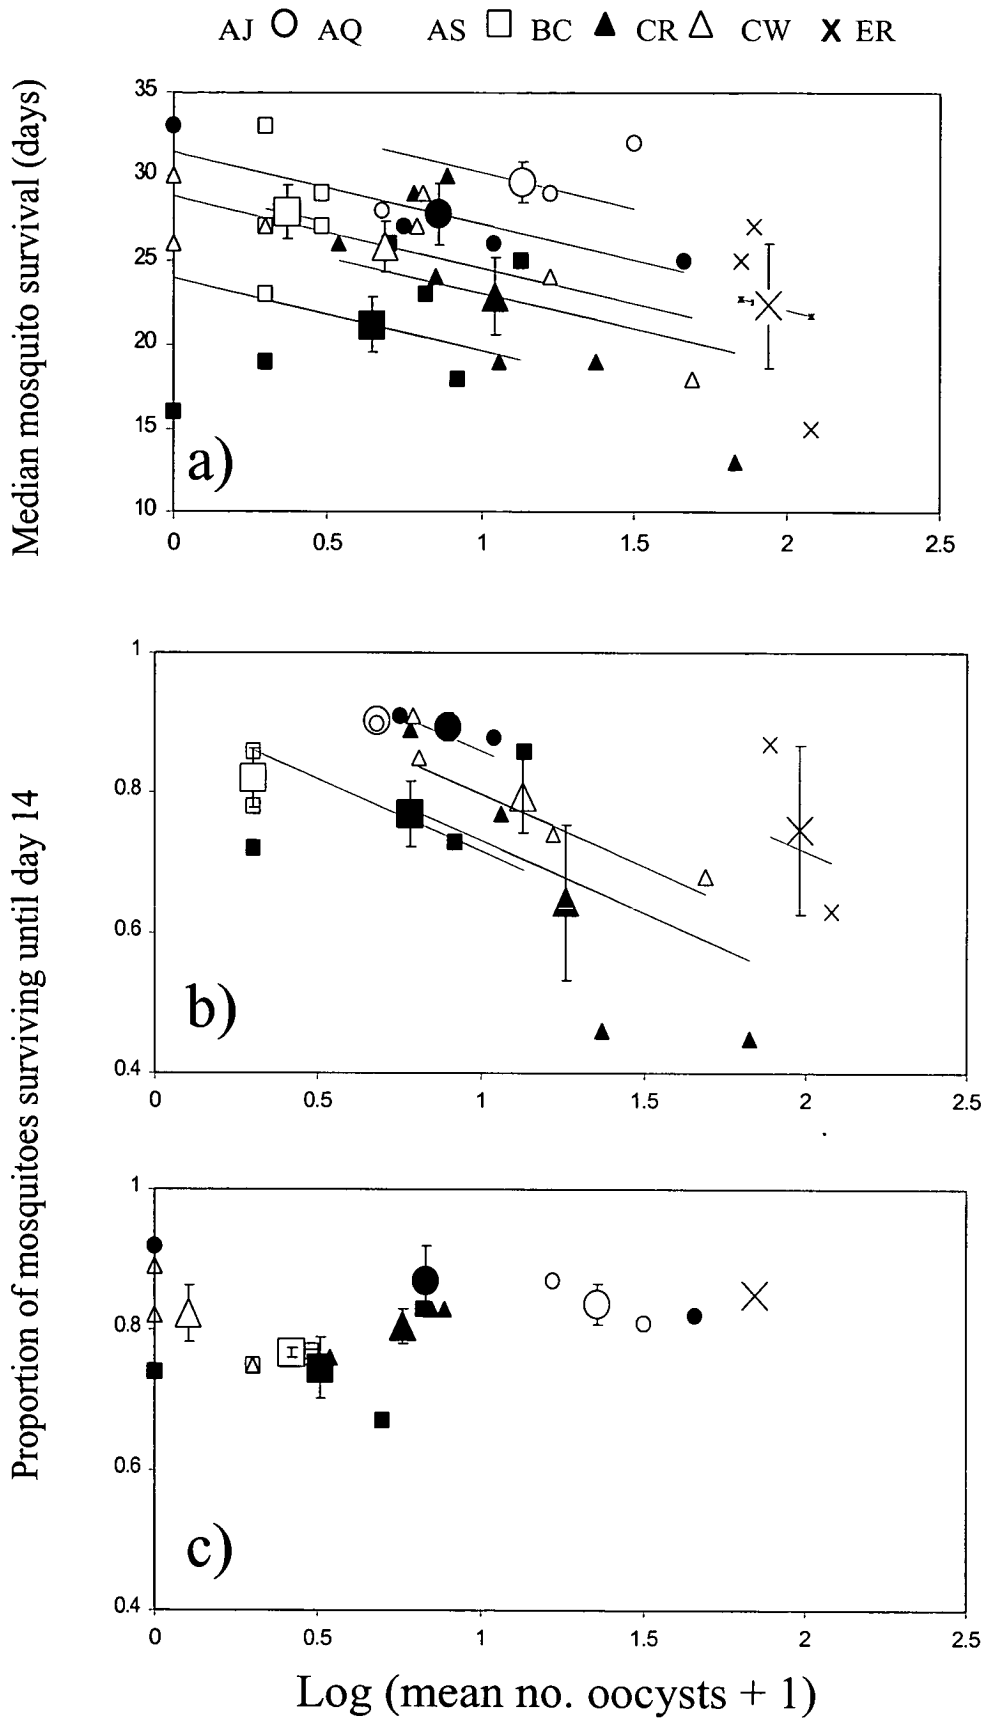 AJ AQ AS BC CR CW ER
Median mosquito survival (days)
35
30
25
20
15
10
a)
0 0.5 1 1.5 2 2.5
Proportion of mosquitoes surviving until day 14
1
0.8
0.6
0.4
b)
0 0.5 1 1.5 2 2.5
1
0.8
0.6
0.4
c)
0 0.5 1 1.5 2 2.5
Log (mean no. oocysts + 1)